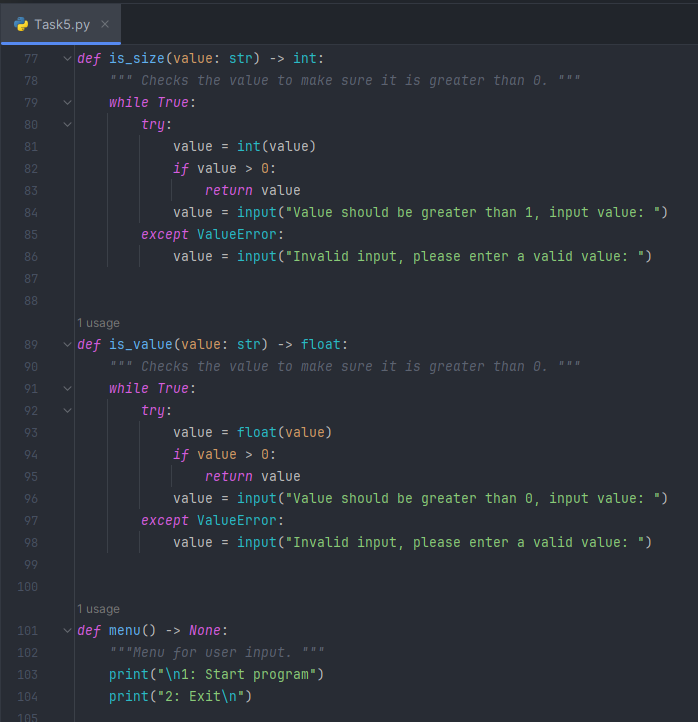 Task5.py
77 def is_size(value: str) -> int:
78 """ Checks the value to make sure it is greater than 0. """
79 while True:
80 try:
81 value = int(value)
82 if value > 0:
83 return value
84 value = input("Value should be greater than 1, input value: ")
85 except ValueError:
86 value = input("Invalid input, please enter a valid value: ")
87
88
1 usage
89 def is_value(value: str) -> float:
90 """ Checks the value to make sure it is greater than 0. """
91 while True:
92 try:
93 value = float(value)
94 if value > 0:
95 return value
96 value = input("Value should be greater than 0, input value: ")
97 except ValueError:
98 value = input("Invalid input, please enter a valid value: ")
99
100
1 usage
101 def menu() -> None:
102 """Menu for user input. """
103 print("\n1: Start program")
104 print("2: Exit\n")
105